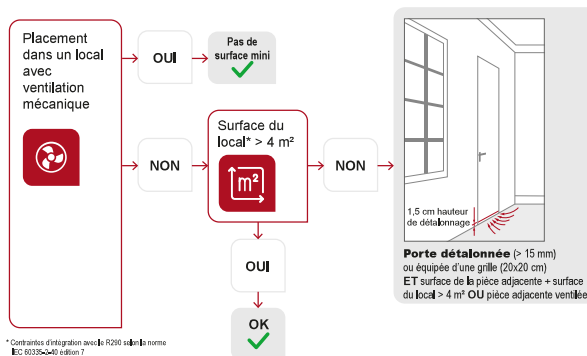 Placement
dans un local
avec
ventilation
mécanique
OUI
Pas de
surface mini
NON
Surface du
local* > 4 m²
m²
NON
OUI
OK
1,5 cm hauteur
de détalonnage
Porte détalonnée (> 15 mm)
ou équipée d'une grille (20x20 cm)
ET surface de la pièce adjacente + surface
du local > 4 m² OU pièce adjacente ventilée
* Contraintes d'intégration avec le R290 selon la norme
IEC 60335-2-40 édition 7